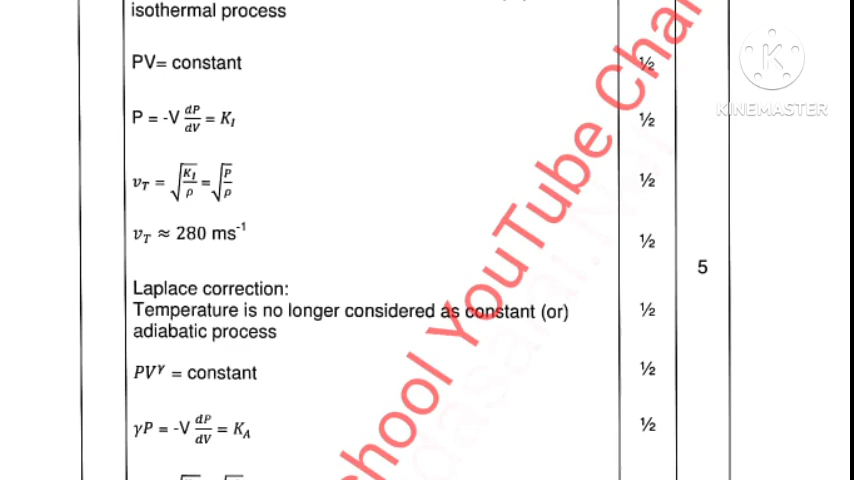 isothermal process
PV= constant ½
P = -V dP/dV = K_I ½
v_T = √(K_I/ρ) = √(P/ρ) ½
v_T ≈ 280 ms⁻¹ ½
5
Laplace correction:
Temperature is no longer considered as constant (or) ½
adiabatic process
PV^γ = constant ½
γP = -V dP/dV = K_A ½
chool YouTube Chan
KINEMASTER